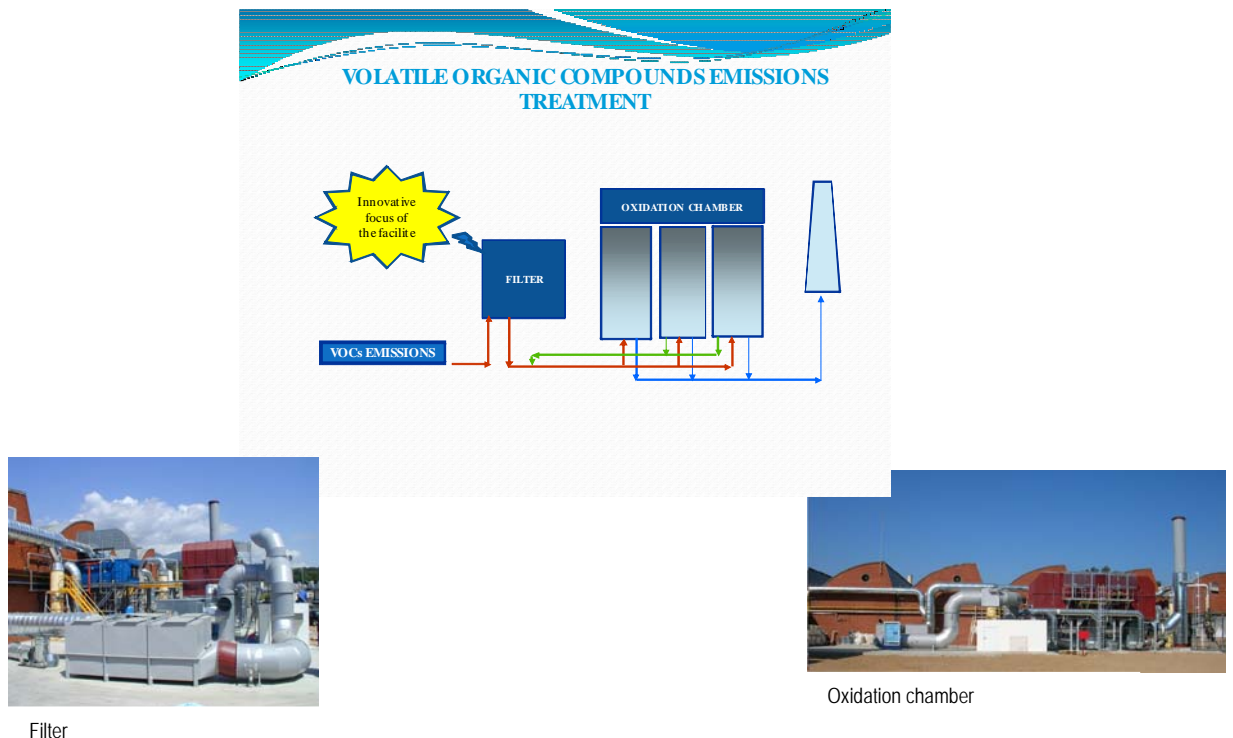 VOLATILE ORGANIC COMPOUNDS EMISSIONS
TREATMENT
Innovative
focus of
the facilite
OXIDATION CHAMBER
FILTER
VOCs EMISSIONS
Oxidation chamber
Filter